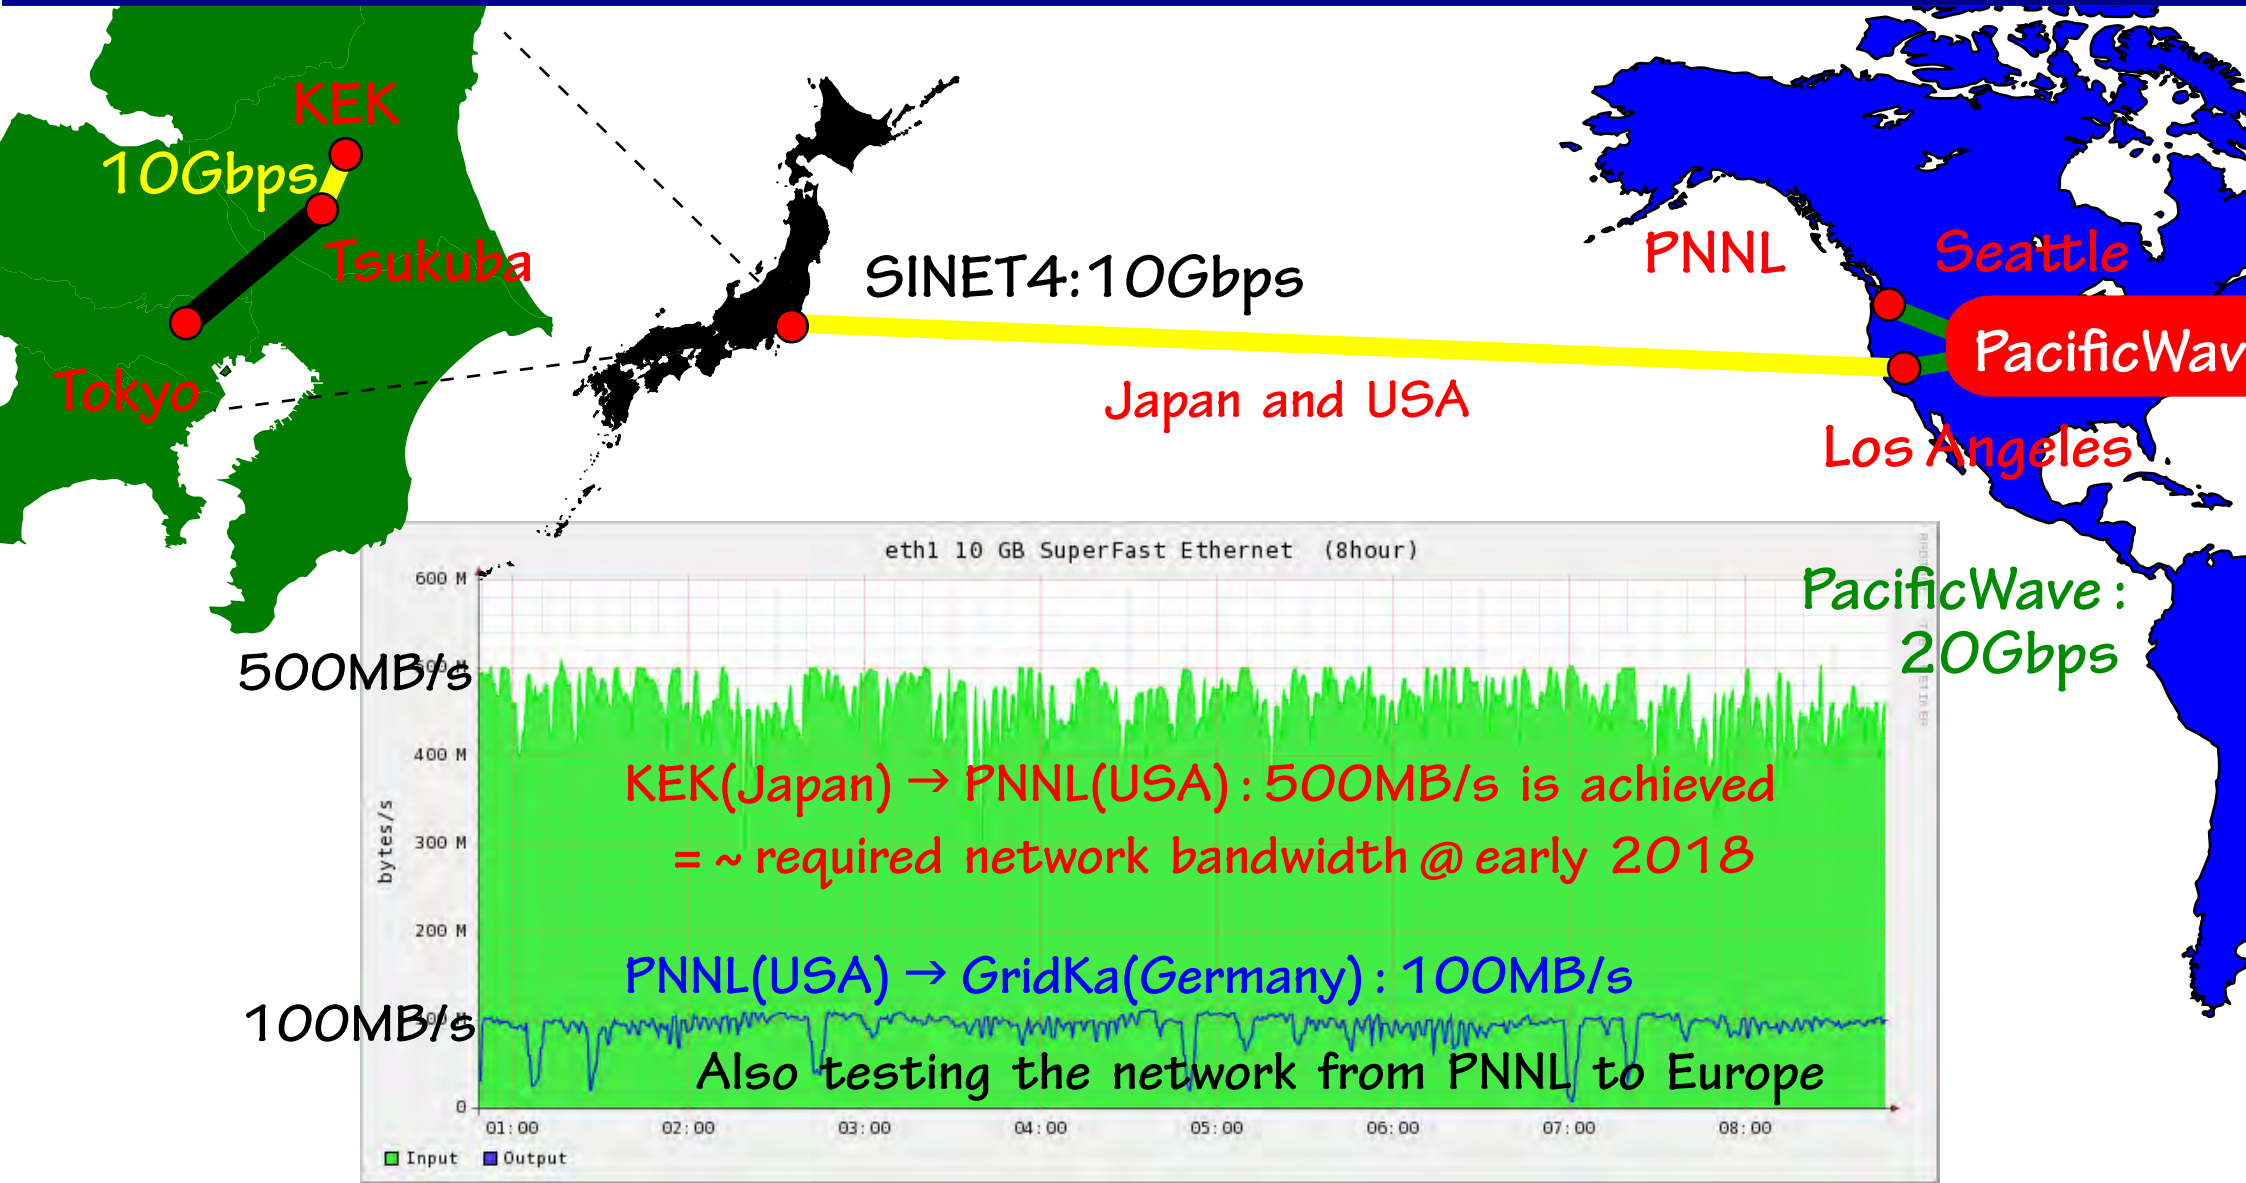 KEK
10Gbps
Tsukuba
Tokyo
SINET4:10Gbps
Japan and USA
PNNL
Seattle
PacificWav
Los Angeles
PacificWave :
20Gbps
eth1 10 GB SuperFast Ethernet (8hour)
600 M
500MB/s
400 M
bytes/s
300 M
200 M
100MB/s
0
KEK(Japan) → PNNL(USA) : 500MB/s is achieved
= ~ required network bandwidth @ early 2018
PNNL(USA) → GridKa(Germany) : 100MB/s
Also testing the network from PNNL to Europe
01:00 02:00 03:00 04:00 05:00 06:00 07:00 08:00
Input Output